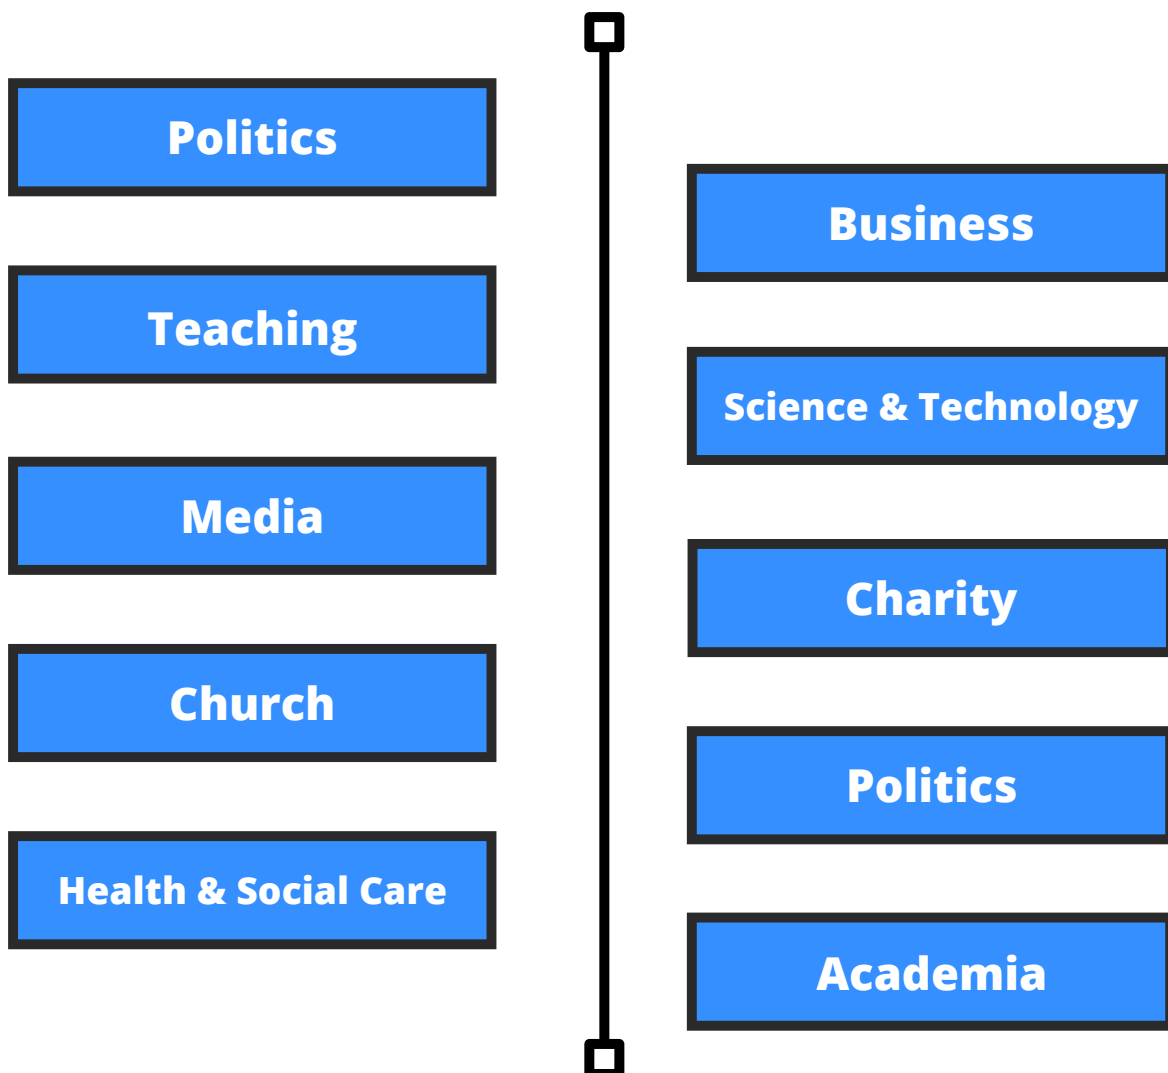 Politics
Business
Teaching
Science & Technology
Media
Charity
Church
Politics
Health & Social Care
Academia